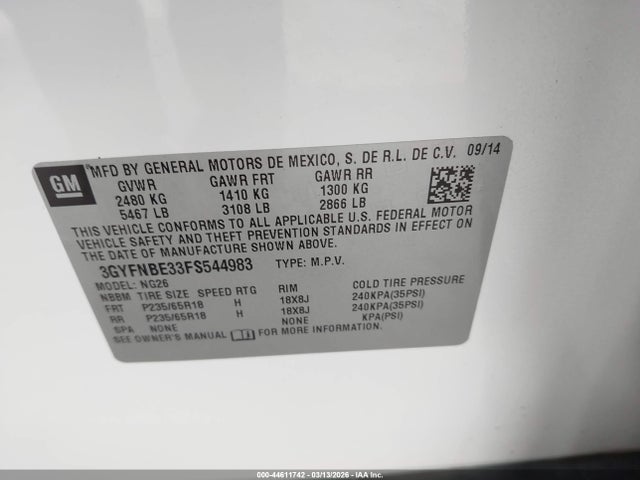 GM
MFD BY GENERAL MOTORS DE MEXICO, S. DE R.L. DE C.V. 09/14
GVWR GAWR FRT GAWR RR
2480 KG 1410 KG 1300 KG
5467 LB 3108 LB 2866 LB
THIS VEHICLE CONFORMS TO ALL APPLICABLE U.S. FEDERAL MOTOR
VEHICLE SAFETY AND THEFT PREVENTION STANDARDS IN EFFECT ON
THE DATE OF MANUFACTURE SHOWN ABOVE.
3GYFNBE33FS544983 TYPE: M.P.V.
MODEL: NG26
NBBM TIRE SIZE SPEED RTG RIM COLD TIRE PRESSURE
FRT P235/65R18 H 18X8J 240KPA(35PSI)
RR P235/65R18 H 18X8J 240KPA(35PSI)
SPA NONE NONE KPA(PSI)
SEE OWNER'S MANUAL FOR MORE INFORMATION.
000-44611742 | 03/13/2026 | IAA Inc.